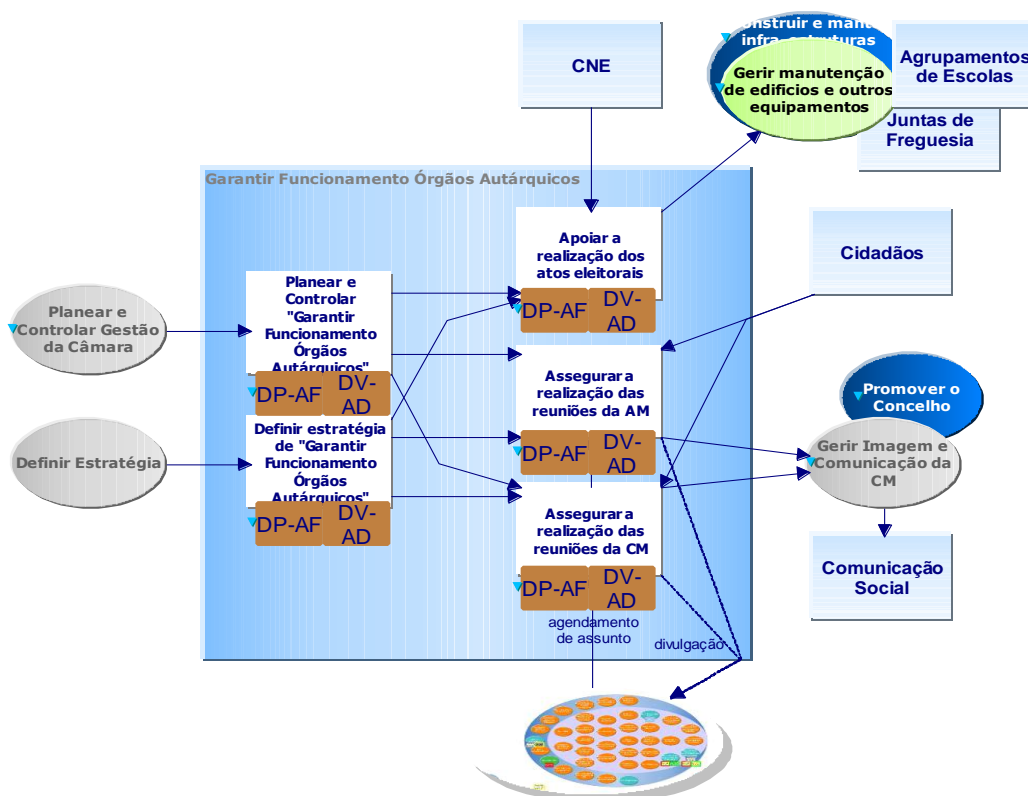 CNE
onstruir e mant
infra-estruturas
Gerir manutenção
de edificios e outros
equipamentos
Agrupamentos
de Escolas
Juntas de
Freguesia
Garantir Funcionamento Órgãos Autárquicos
Apoiar a
realização dos
atos eleitorais
DP-AF
DV-
AD
Cidadãos
Planear e
Controlar Gestão
da Câmara
Planear e
Controlar
"Garantir
Funcionamento
Órgãos
Autárquicos"
DP-AF
DV-
AD
Assegurar a
realização das
reuniões da AM
DP-AF
DV-
AD
Promover o
Concelho
Definir Estratégia
Definir estratégia
de "Garantir
Funcionamento
Órgãos
Autárquicos"
DP-AF
DV-
AD
Gerir Imagem e
Comunicação da
CM
Assegurar a
realização das
reuniões da CM
DP-AF
DV-
AD
Comunicação
Social
agendamento
de assunto
divulgação